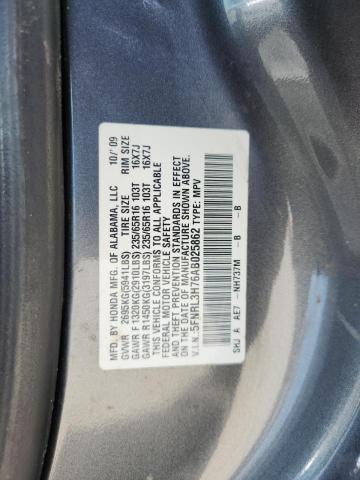 MFD. BY HONDA MFG. OF ALABAMA, LLC 10/'09
GVWR 2695KG(5941LBS) TIRE SIZE RIM SIZE
GAWR F 1320KG(2910LBS) 235/65R16 103T 16X7J
GAWR R 1450KG(3197LBS) 235/65R16 103T 16X7J
THIS VEHICLE CONFORMS TO ALL APPLICABLE
FEDERAL MOTOR VEHICLE SAFETY
AND THEFT PREVENTION STANDARDS IN EFFECT
ON THE DATE OF MANUFACTURE SHOWN ABOVE.
V.I.N.:5FNRL3H76AB025862 TYPE: MPV
SHJ A AE7 - NH737M - B - B